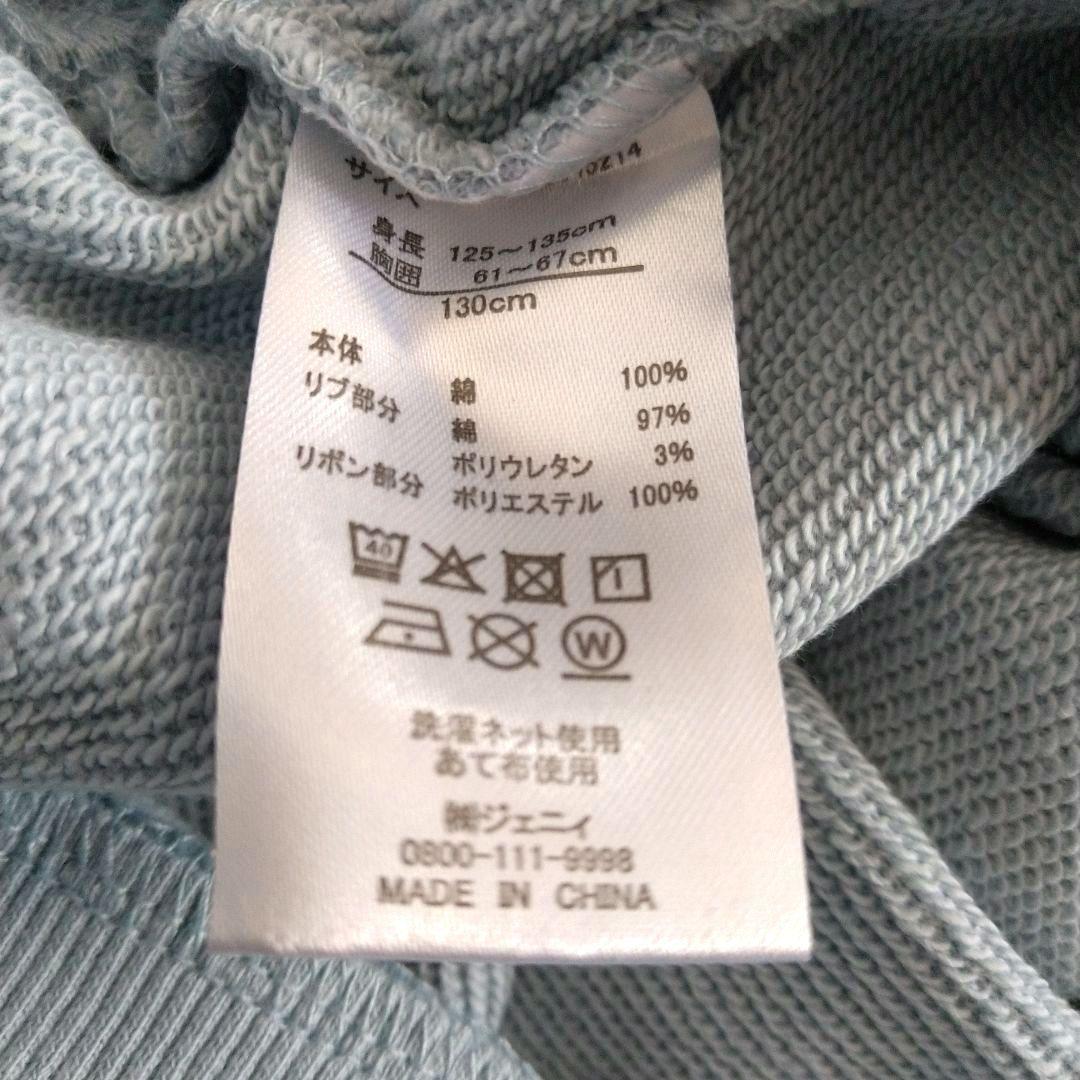 サイズ
身長 125～135cm
胸囲 61～67cm
130cm
本体 綿 100%
リブ部分 綿 97%
ポリウレタン 3%
リボン部分 ポリエステル 100%
40
W
洗濯ネット使用
あて布使用
㈱ジェニィ
0800-111-9998
MADE IN CHINA